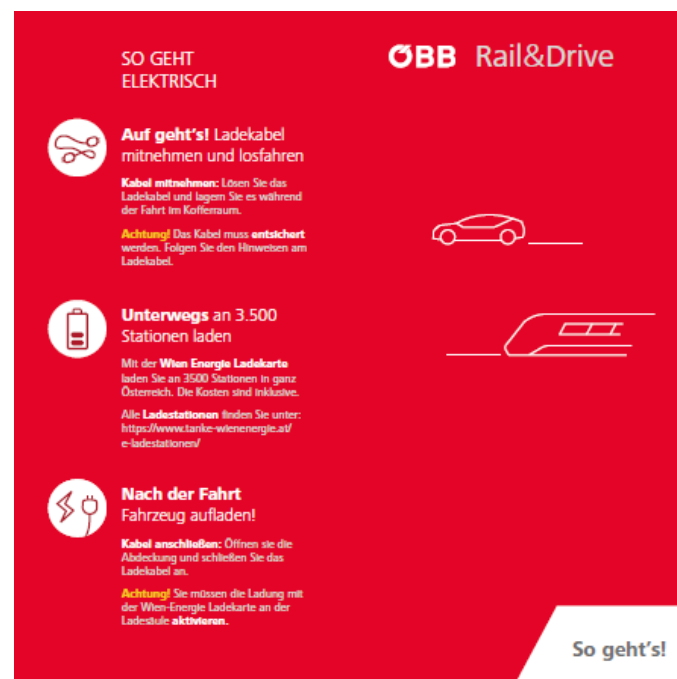 SO GEHT
ELEKTRISCH
ÖBB Rail&Drive
Auf geht's! Ladekabel
mitnehmen und losfahren
Kabel mitnehmen: Lösen Sie das
Ladekabel und lagern Sie es während
der Fahrt im Kofferraum.
Achtung! Das Kabel muss entsichert
werden. Folgen Sie den Hinweisen am
Ladekabel.
Unterwegs an 3.500
Stationen laden
Mit der Wien Energie Ladekarte
laden Sie an 3500 Stationen in ganz
Österreich. Die Kosten sind inklusive.
Alle Ladestationen finden Sie unter:
https://www.tanke-wienenergie.at/
e-ladestationen/
Nach der Fahrt
Fahrzeug aufladen!
Kabel anschließen: Öffnen sie die
Abdeckung und schließen Sie das
Ladekabel an.
Achtung! Sie müssen die Ladung mit
der Wien-Energie Ladekarte an der
Ladesäule aktivieren.
So geht's!